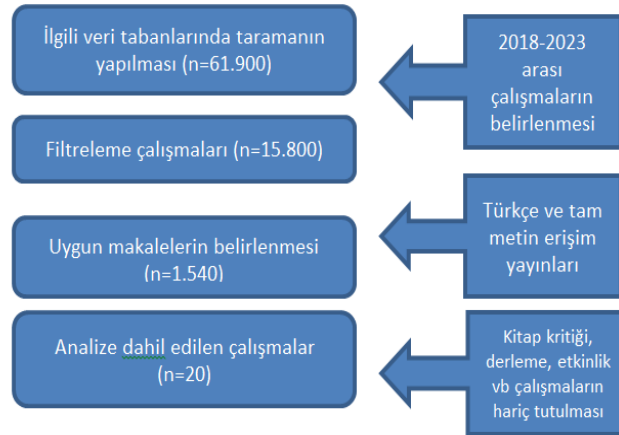 İlgili veri tabanlarında taramanın
yapılması (n=61.900)
2018-2023
arası
çalışmaların
belirlenmesi
Filtreleme çalışmaları (n=15.800)
Uygun makalelerin belirlenmesi
(n=1.540)
Türkçe ve tam
metin erişim
yayınları
Analize dahil edilen çalışmalar
(n=20)
Kitap kritiği,
derleme, etkinlik
vb çalışmaların
hariç tutulması